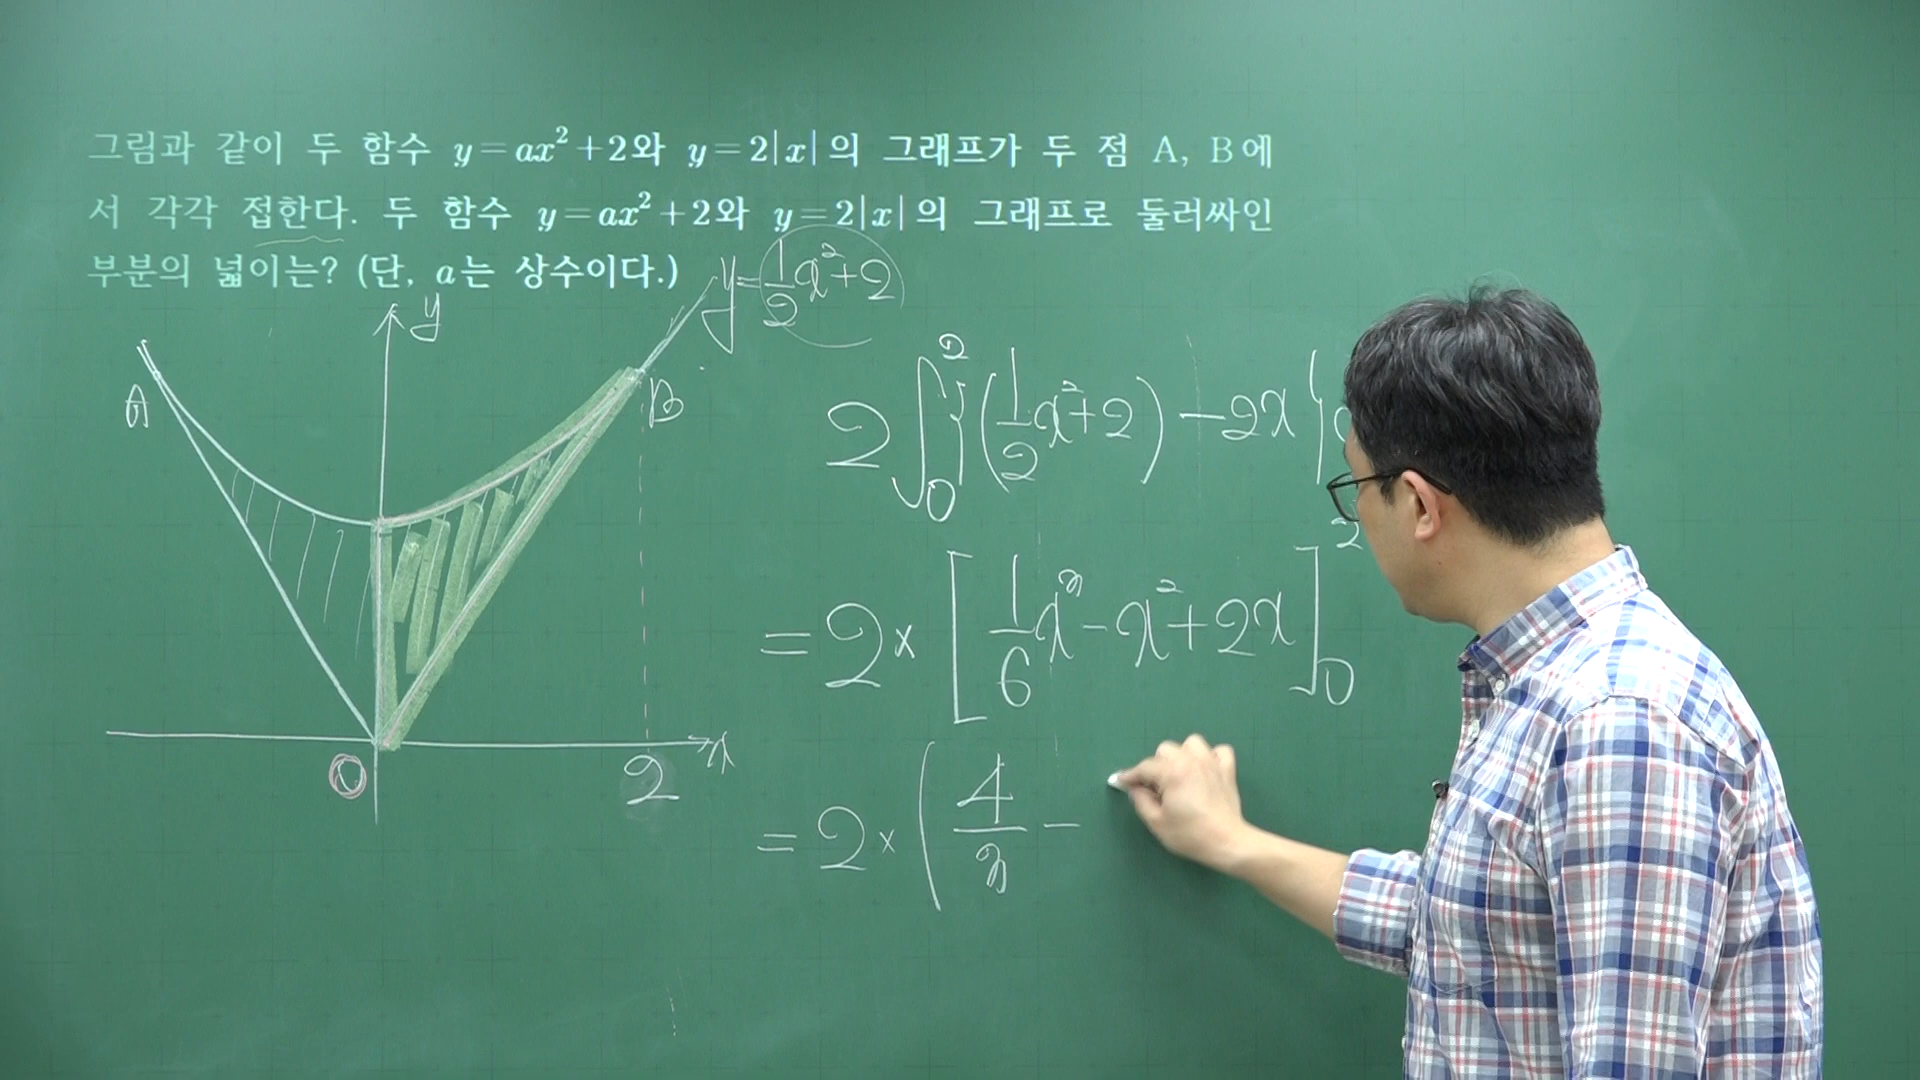 그림과 같이 두 함수 y=ax²+2와 y=2|x|의 그래프가 두 점 A, B에
서 각각 접한다. 두 함수 y=ax²+2와 y=2|x|의 그래프로 둘러싸인
부분의 넓이는? (단, a는 상수이다.)
y=1/2x²+2
y
A
B
O
2
x
2∫₀²{(1/2x²+2)-2x}
=2×[1/6x³-x²+2x]₀²
=2×(4/3-